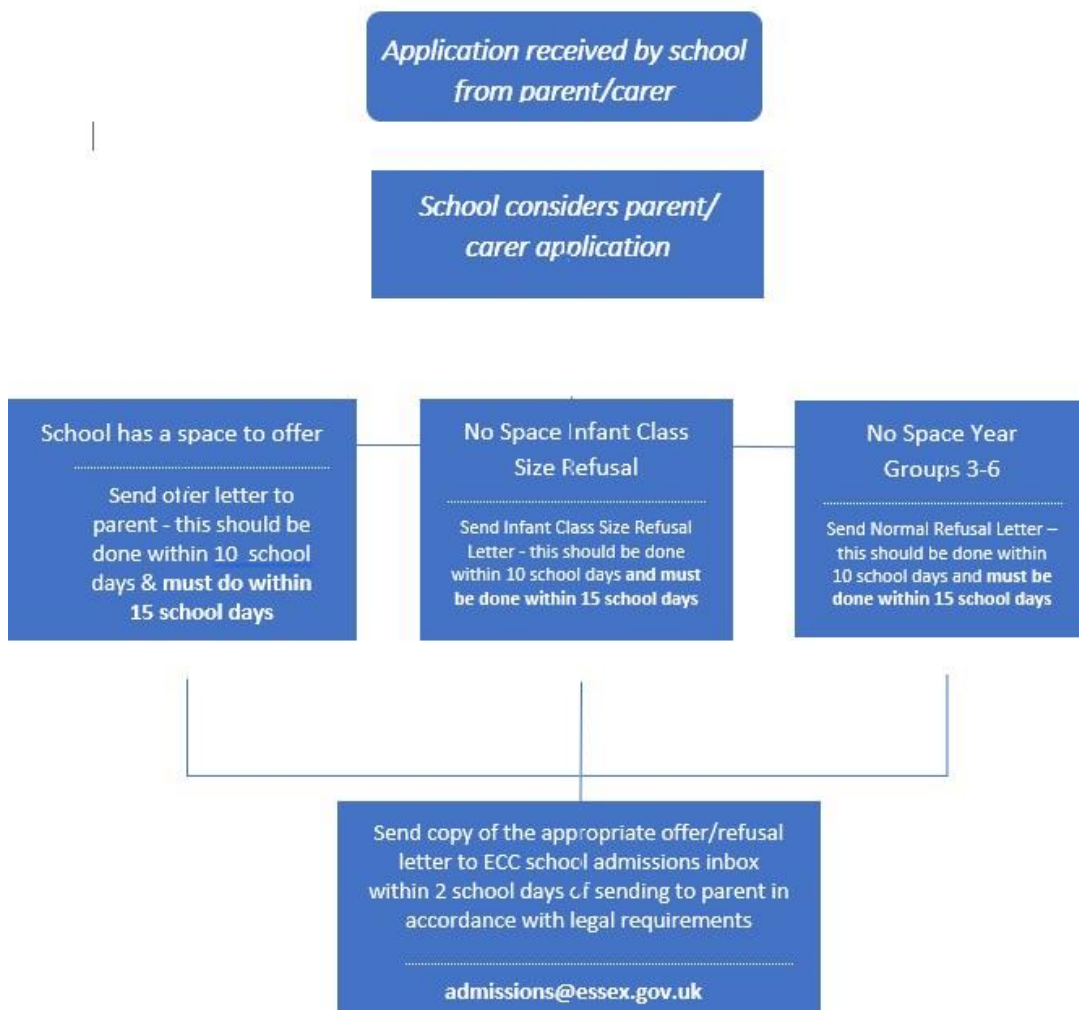 Application received by school
from parent/carer
School considers parent/
carer application
School has a space to offer
Send offer letter to
parent - this should be
done within 10 school
days & must do within
15 school days
No Space Infant Class
Size Refusal
Send Infant Class Size Refusal
Letter - this should be done
within 10 school days and must
be done within 15 school days
No Space Year
Groups 3-6
Send Normal Refusal Letter –
this should be done within
10 school days and must be
done within 15 school days
Send copy of the appropriate offer/refusal
letter to ECC school admissions inbox
within 2 school days of sending to parent in
accordance with legal requirements
admissions@essex.gov.uk